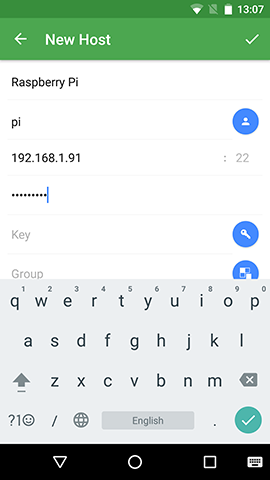 13:07
New Host
Raspberry Pi
pi
192.168.1.91 : 22
•••••••••
Key
Group
1 2 3 4 5 6 7 8 9 0
q w e r t y u i o p
a s d f g h j k l
z x c v b n m
?1☺ / English .